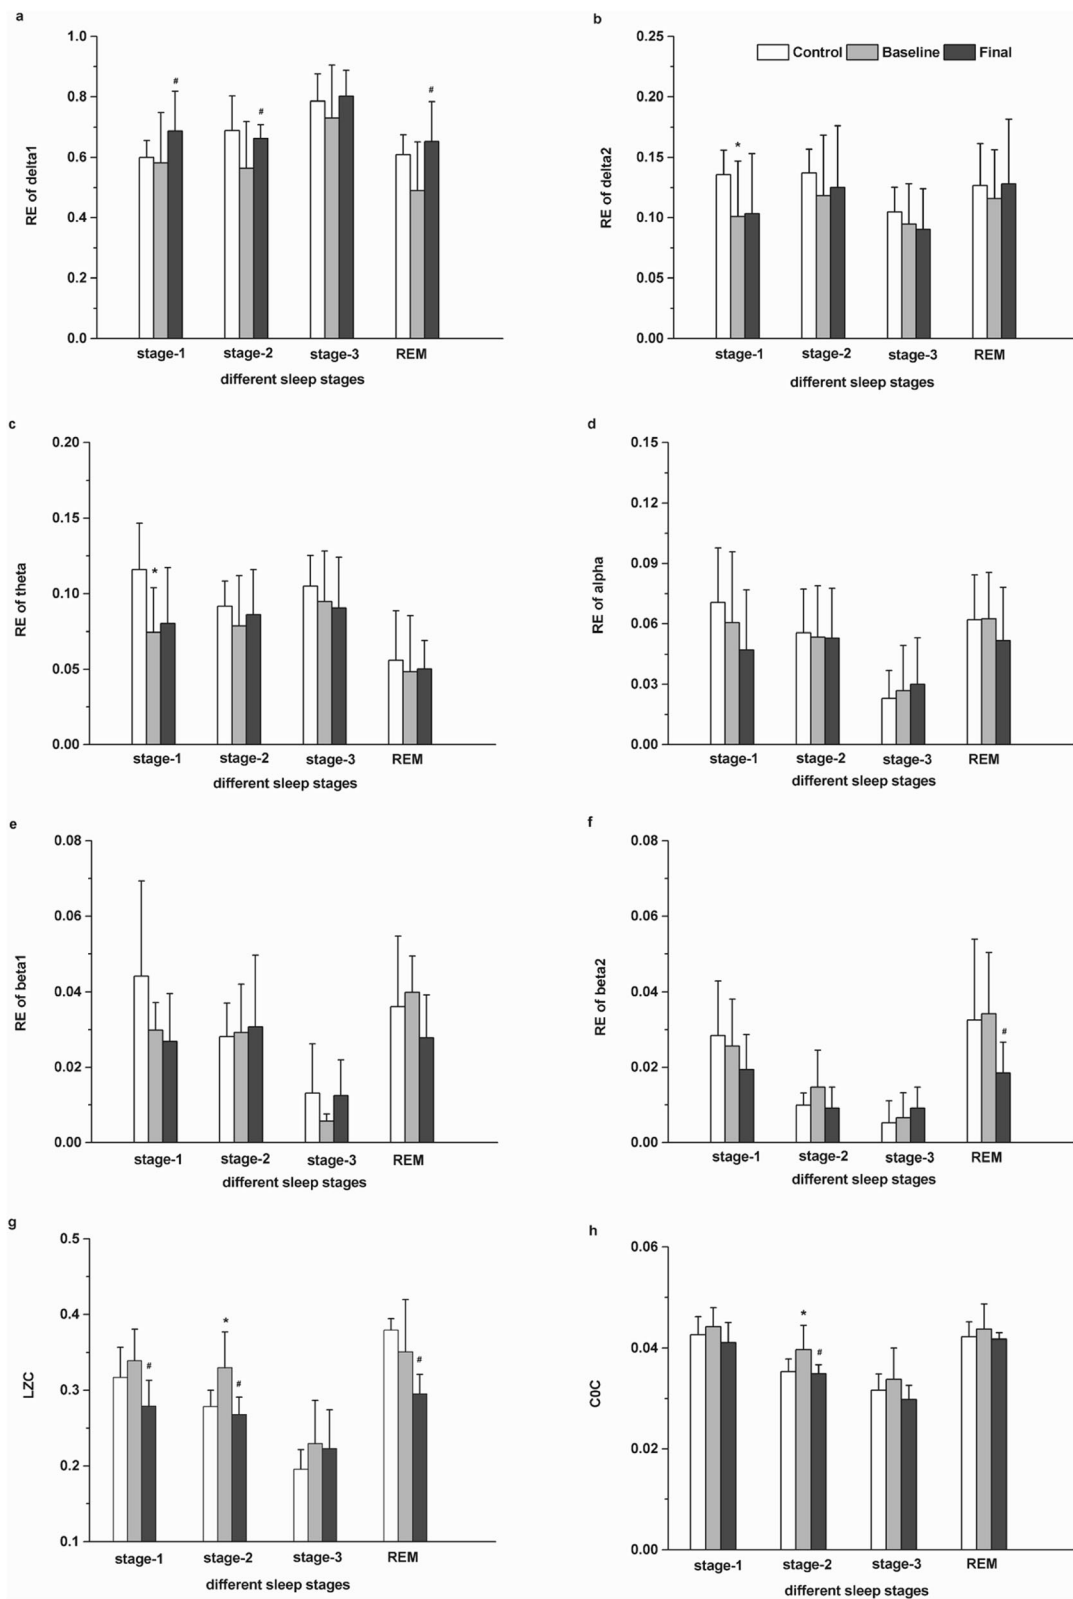 a
1.0
0.8
0.6
0.4
0.2
0.0
RE of delta1
#
#
#
stage-1 stage-2 stage-3 REM
different sleep stages
b
0.25
0.20
0.15
0.10
0.05
0.00
RE of delta2
Control Baseline Final
*
stage-1 stage-2 stage-3 REM
different sleep stages
c
0.20
0.15
0.10
0.05
0.00
RE of theta
*
stage-1 stage-2 stage-3 REM
different sleep stages
d
0.15
0.12
0.09
0.06
0.03
0.00
RE of alpha
stage-1 stage-2 stage-3 REM
different sleep stages
e
0.08
0.06
0.04
0.02
0.00
RE of beta1
stage-1 stage-2 stage-3 REM
different sleep stages
f
0.08
0.06
0.04
0.02
0.00
RE of beta2
#
stage-1 stage-2 stage-3 REM
different sleep stages
g
0.5
0.4
0.3
0.2
0.1
LZC
#
*
#
#
stage-1 stage-2 stage-3 REM
different sleep stages
h
0.06
0.04
0.02
0.00
C0C
*
#
stage-1 stage-2 stage-3 REM
different sleep stages